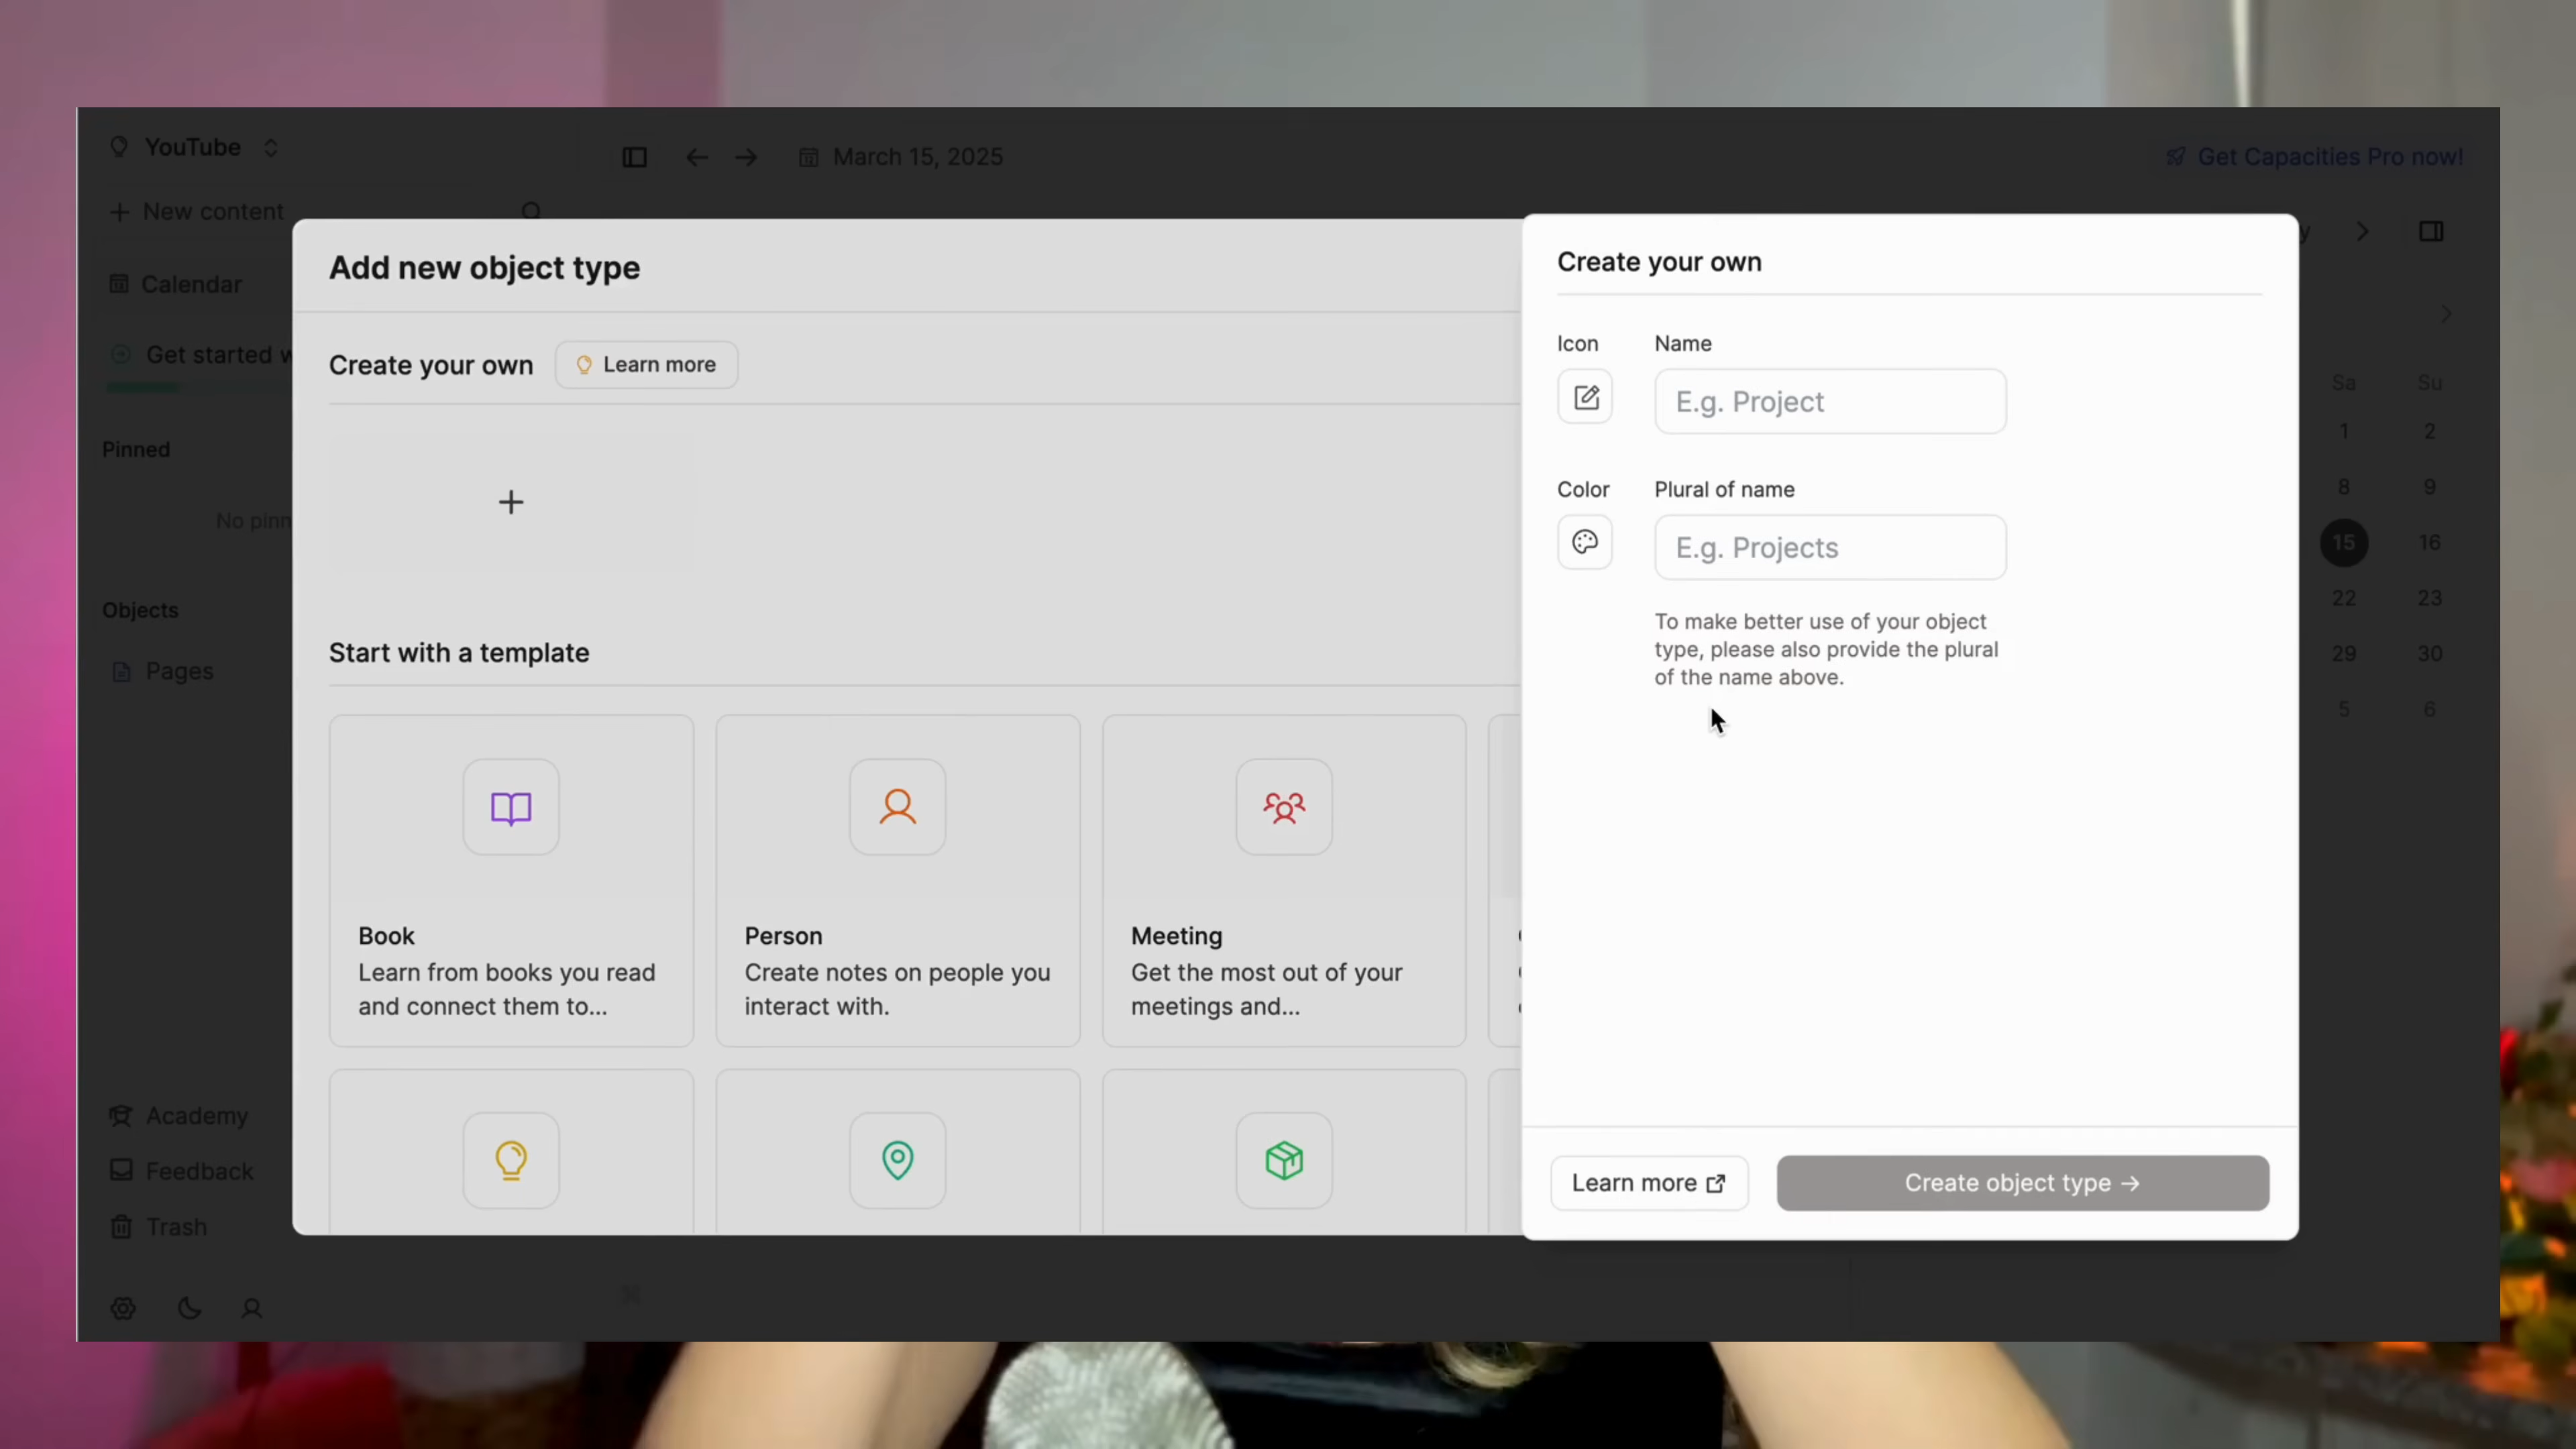 YouTube
March 15, 2025
Get Capacities Pro now!
New content
Calendar
Get started w
Pinned
No pinn
Objects
Pages
Academy
Feedback
Trash
Add new object type
Create your own
Learn more
Start with a template
Book
Learn from books you read
and connect them to...
Person
Create notes on people you
interact with.
Meeting
Get the most out of your
meetings and...
Create your own
Icon
Name
E.g. Project
Color
Plural of name
E.g. Projects
To make better use of your object
type, please also provide the plural
of the name above.
Learn more
Create object type →
y
Sa Su
1 2
8 9
15 16
22 23
29 30
5 6